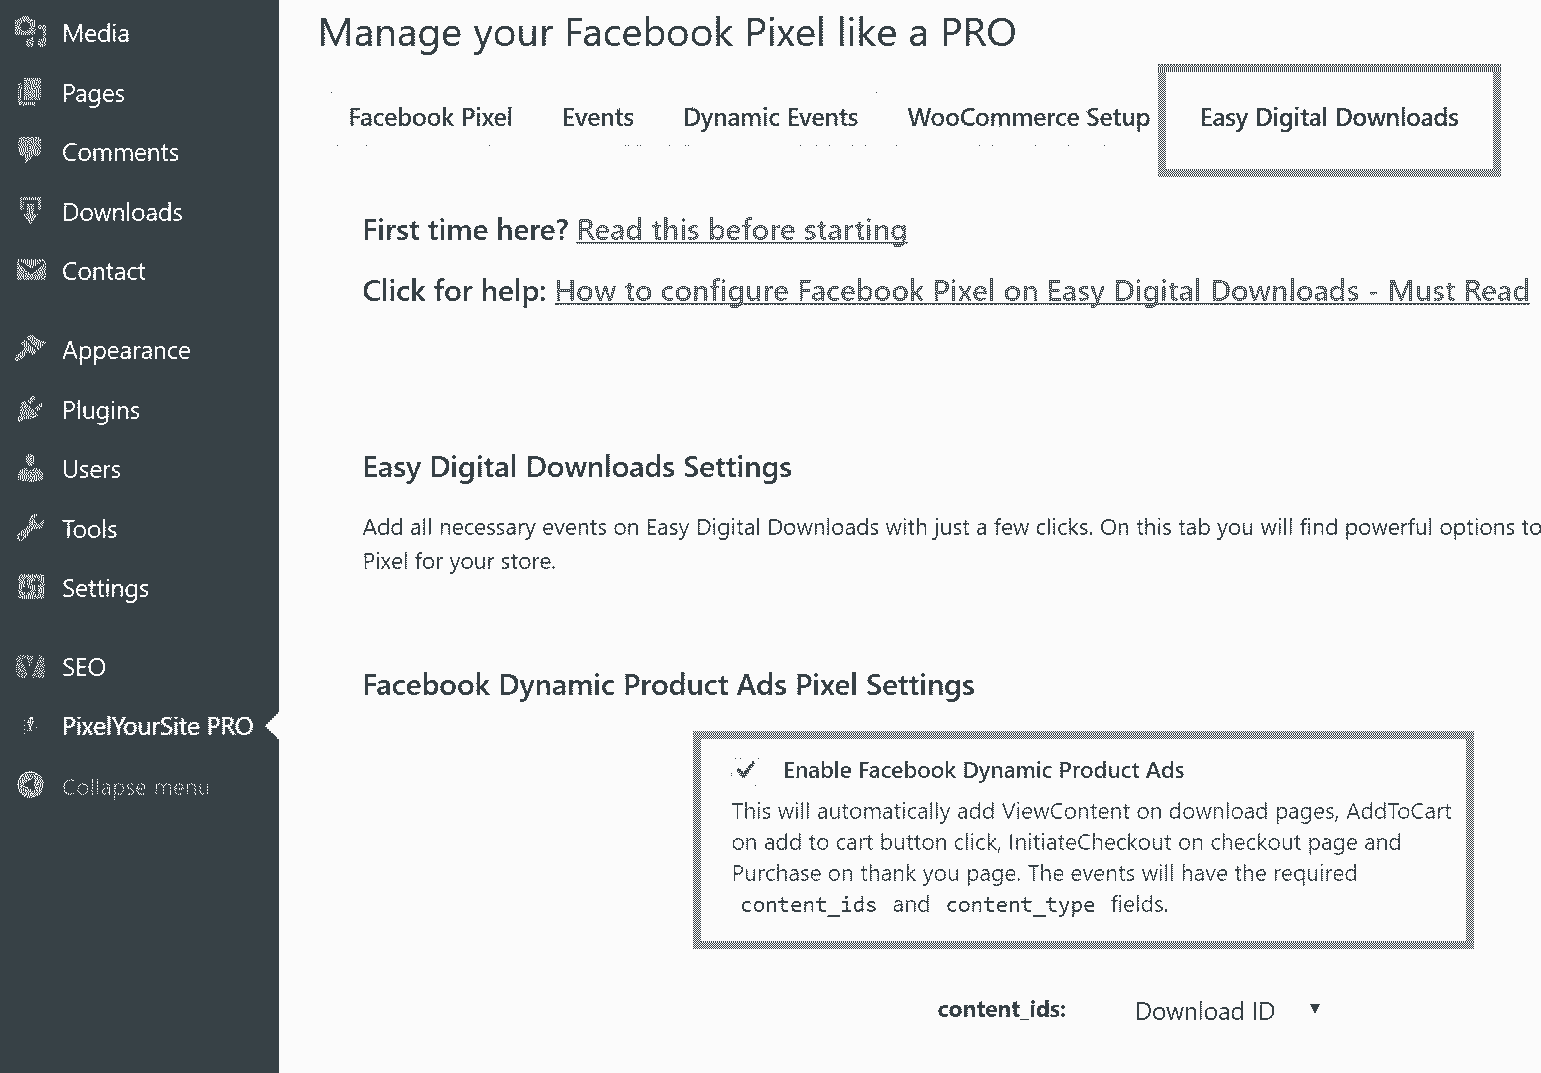 Media
Pages
Comments
Downloads
Contact
Appearance
Plugins
Users
Tools
Settings
SEO
PixelYourSite PRO
Collapse menu
Manage your Facebook Pixel like a PRO
Facebook Pixel Events Dynamic Events WooCommerce Setup Easy Digital Downloads
First time here? Read this before starting
Click for help: How to configure Facebook Pixel on Easy Digital Downloads - Must Read
Easy Digital Downloads Settings
Add all necessary events on Easy Digital Downloads with just a few clicks. On this tab you will find powerful options to
Pixel for your store.
Facebook Dynamic Product Ads Pixel Settings
Enable Facebook Dynamic Product Ads
This will automatically add ViewContent on download pages, AddToCart
on add to cart button click, InitiateCheckout on checkout page and
Purchase on thank you page. The events will have the required
content_ids and content_type fields.
content_ids: Download ID